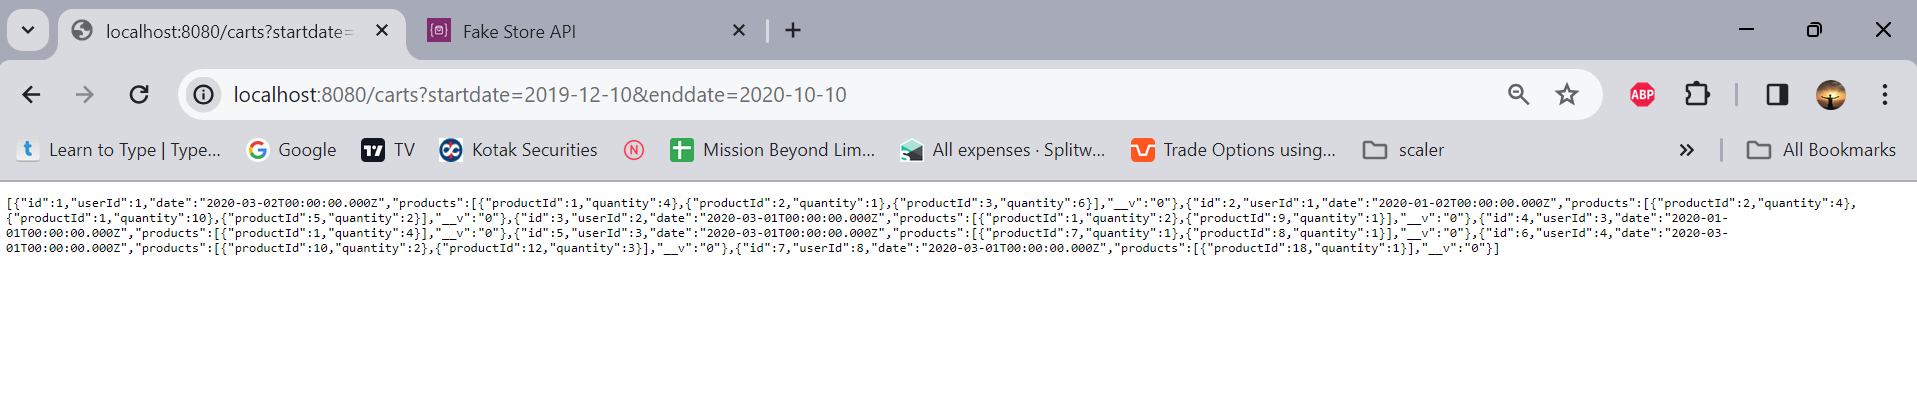 localhost:8080/carts?startdate=
Fake Store API
localhost:8080/carts?startdate=2019-12-10&enddate=2020-10-10
ABP
Learn to Type | Type...
Google
TV
Kotak Securities
N
Mission Beyond Lim...
All expenses · Splitw...
Trade Options using...
scaler
All Bookmarks
[{"id":1,"userId":1,"date":"2020-03-02T00:00:00.000Z","products":[{"productId":1,"quantity":4},{"productId":2,"quantity":1},{"productId":3,"quantity":6}],"__v":"0"},{"id":2,"userId":1,"date":"2020-01-02T00:00:00.000Z","products":[{"productId":2,"quantity":4},
{"productId":1,"quantity":10},{"productId":5,"quantity":2}],"__v":"0"},{"id":3,"userId":2,"date":"2020-03-01T00:00:00.000Z","products":[{"productId":1,"quantity":2},{"productId":9,"quantity":1}],"__v":"0"},{"id":4,"userId":3,"date":"2020-01-
01T00:00:00.000Z","products":[{"productId":1,"quantity":4}],"__v":"0"},{"id":5,"userId":3,"date":"2020-03-01T00:00:00.000Z","products":[{"productId":7,"quantity":1},{"productId":8,"quantity":1}],"__v":"0"},{"id":6,"userId":4,"date":"2020-03-
01T00:00:00.000Z","products":[{"productId":10,"quantity":2},{"productId":12,"quantity":3}],"__v":"0"},{"id":7,"userId":8,"date":"2020-03-01T00:00:00.000Z","products":[{"productId":18,"quantity":1}],"__v":"0"}]